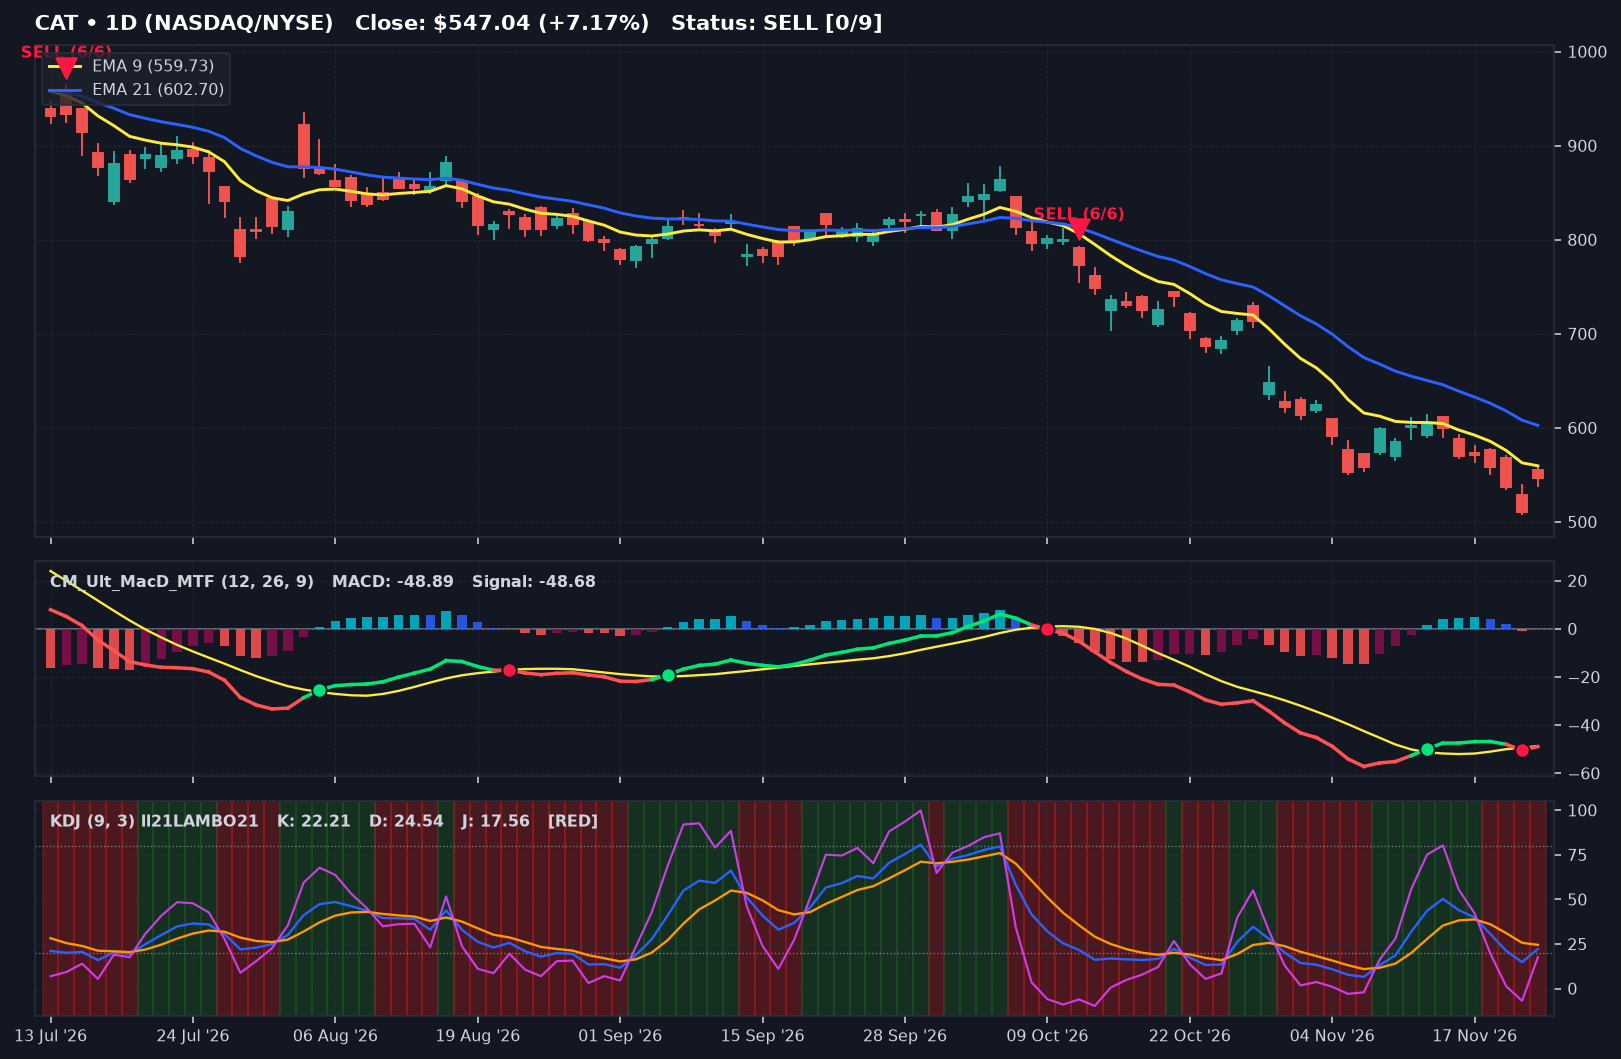 CAT • 1D (NASDAQ/NYSE)   Close: $547.04 (+7.17%)   Status: SELL [0/9]
SELL (6/6)
EMA 9 (559.73)
EMA 21 (602.70)
SELL (6/6)
1000
900
800
700
600
500
CM_Ult_MacD_MTF (12, 26, 9)   MACD: -48.89   Signal: -48.68
20
0
−20
−40
−60
KDJ (9, 3) ll21LAMBO21   K: 22.21   D: 24.54   J: 17.56   [RED]
100
75
50
25
0
13 Jul '26   24 Jul '26   06 Aug '26   19 Aug '26   01 Sep '26   15 Sep '26   28 Sep '26   09 Oct '26   22 Oct '26   04 Nov '26   17 Nov '26